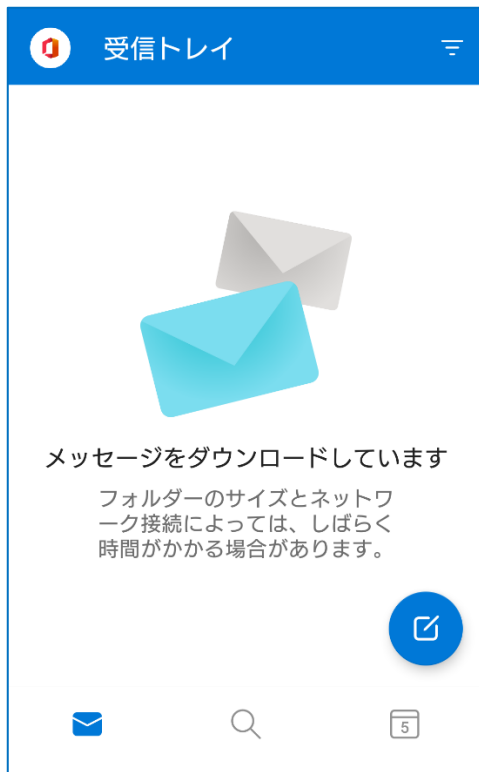 受信トレイ
メッセージをダウンロードしています
フォルダーのサイズとネットワ
ーク接続によっては、しばらく
時間がかかる場合があります。
5